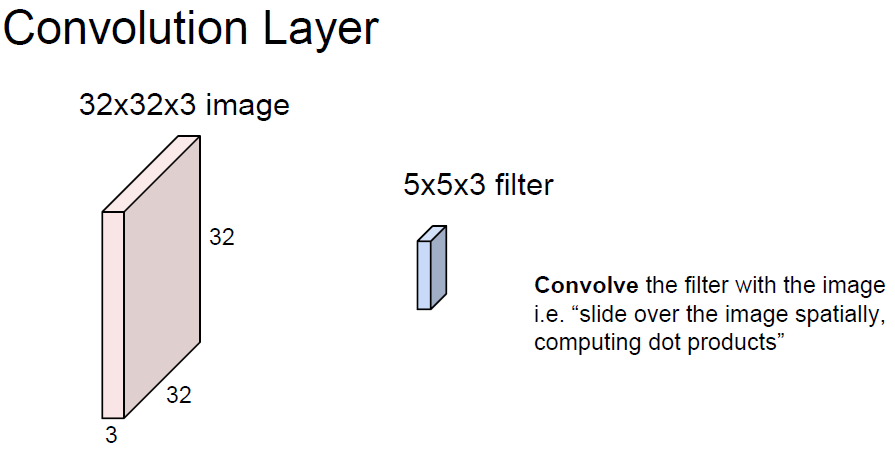 Convolution Layer
32x32x3 image
5x5x3 filter
32
Convolve the filter with the image
i.e. “slide over the image spatially,
computing dot products”
32
3